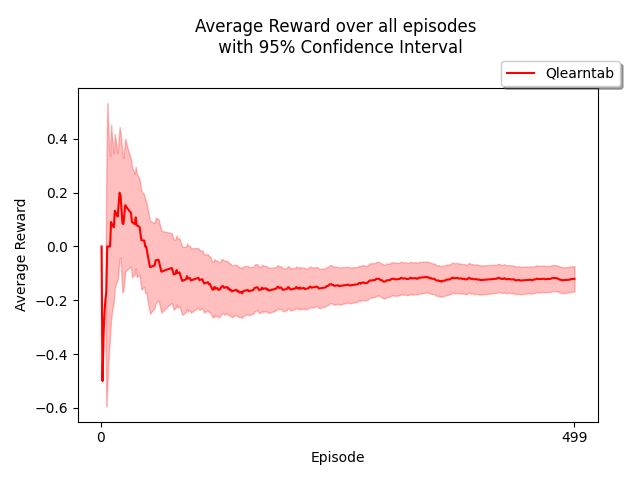 Average Reward over all episodes
with 95% Confidence Interval
Qlearntab
Average Reward
0.4
0.2
0.0
−0.2
−0.4
−0.6
0
499
Episode